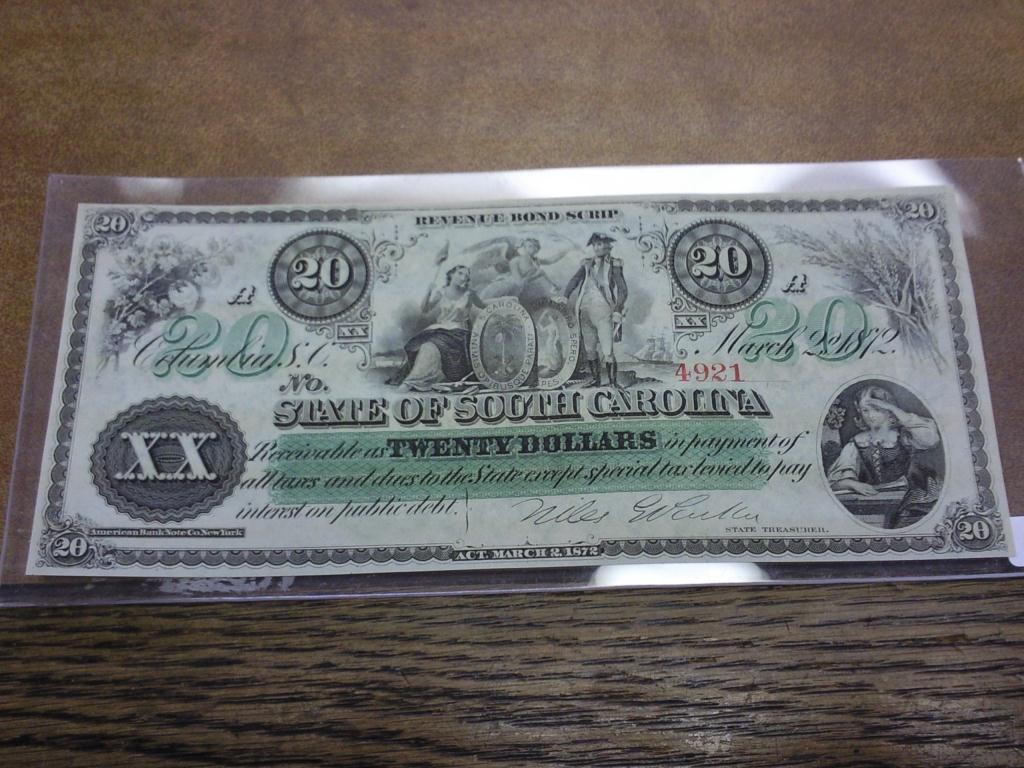 20 REVENUE BOND SCRIP 20
20 20
A A
XX XX
20 20
Columbia, S.C. March 2d 1872.
No. 4921
STATE OF SOUTH CAROLINA
XX Receivable as TWENTY DOLLARS in payment of
all taxes and dues to the State except special tax levied to pay
interest on public debt.
STATE TREASURER.
American Bank Note Co. New York
20 ACT. MARCH 2, 1872 20